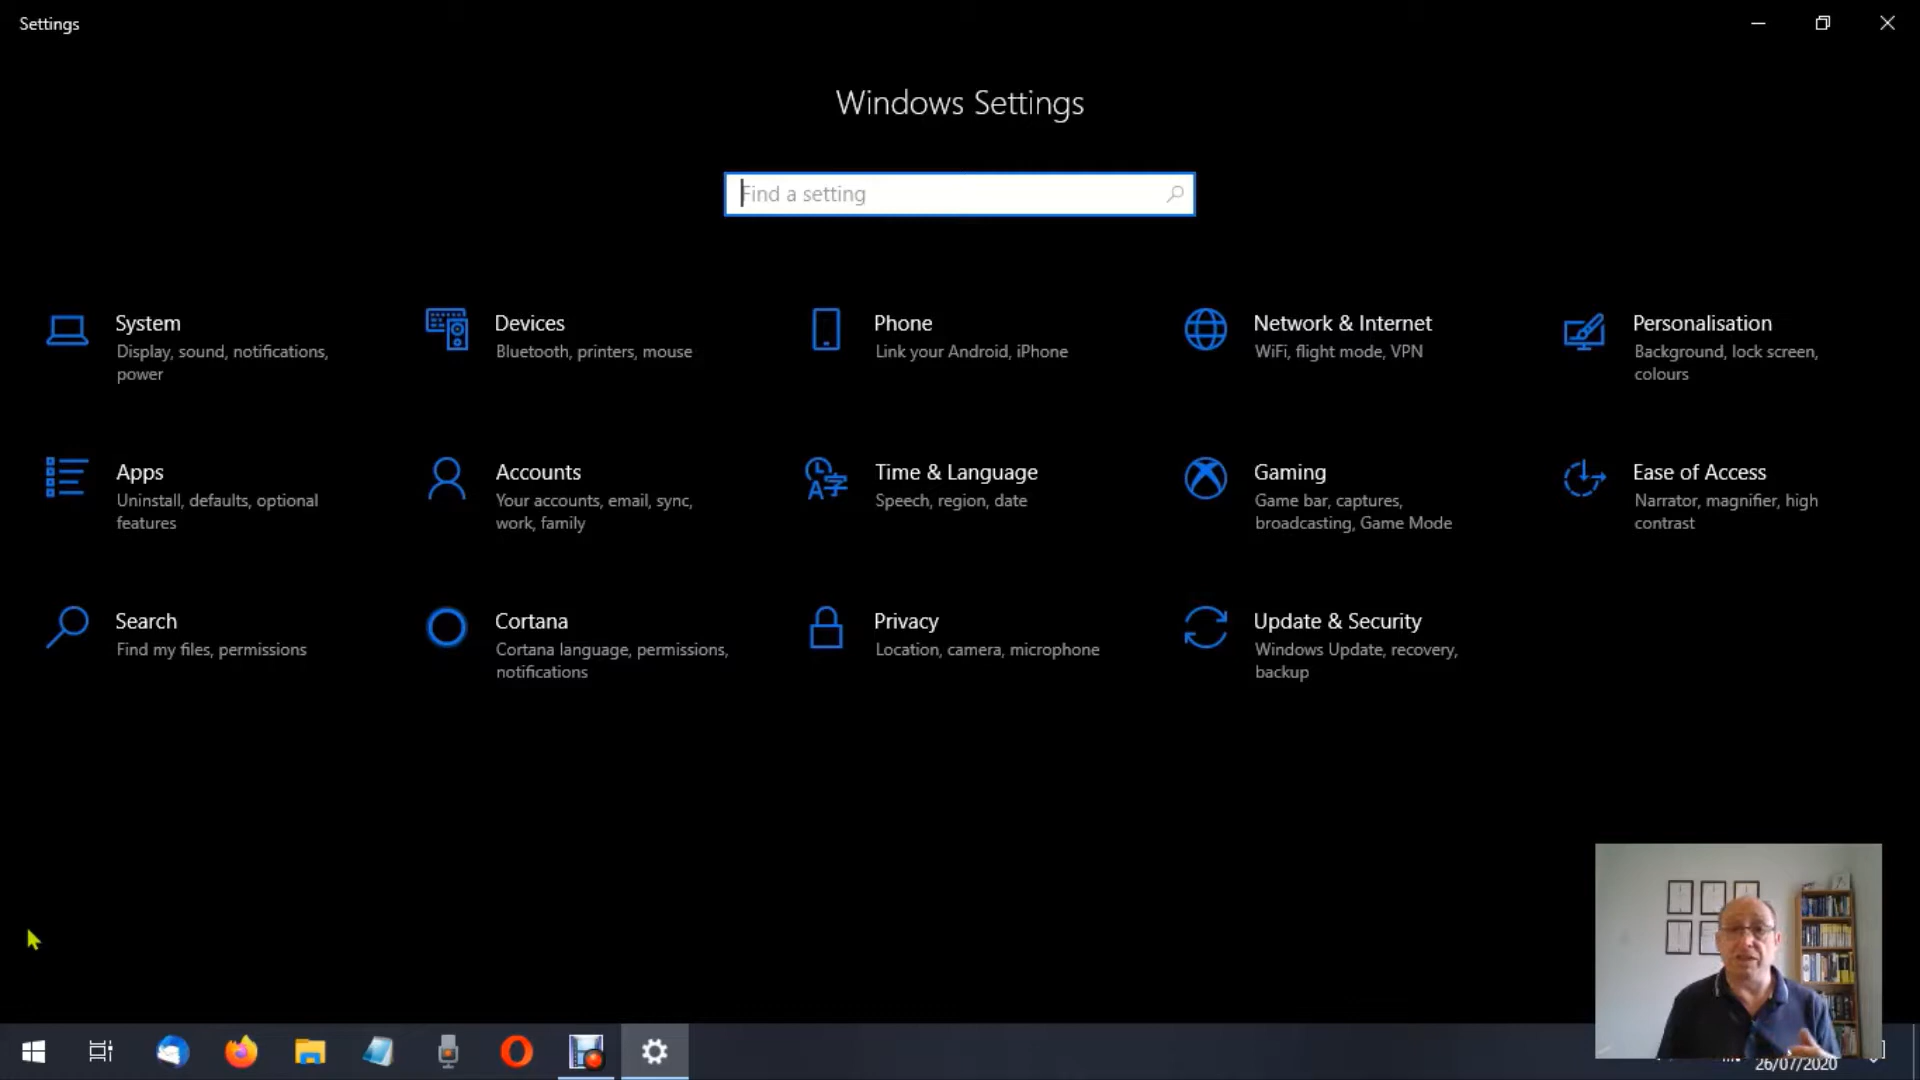 Settings
Windows Settings
Find a setting
System
Display, sound, notifications,
power
Devices
Bluetooth, printers, mouse
Phone
Link your Android, iPhone
Network & Internet
WiFi, flight mode, VPN
Personalisation
Background, lock screen,
colours
Apps
Uninstall, defaults, optional
features
Accounts
Your accounts, email, sync,
work, family
Time & Language
Speech, region, date
Gaming
Game bar, captures,
broadcasting, Game Mode
Ease of Access
Narrator, magnifier, high
contrast
Search
Find my files, permissions
Cortana
Cortana language, permissions,
notifications
Privacy
Location, camera, microphone
Update & Security
Windows Update, recovery,
backup
26/07/2020